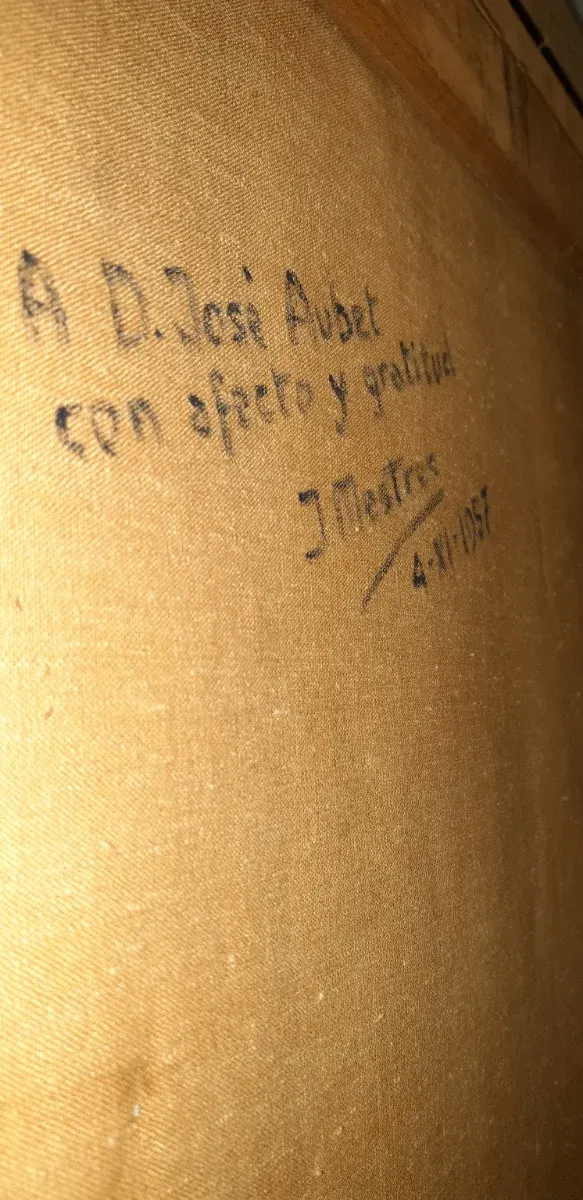 A D. José Aubet
con afecto y gratitud
J Mestres
4-XI-1957